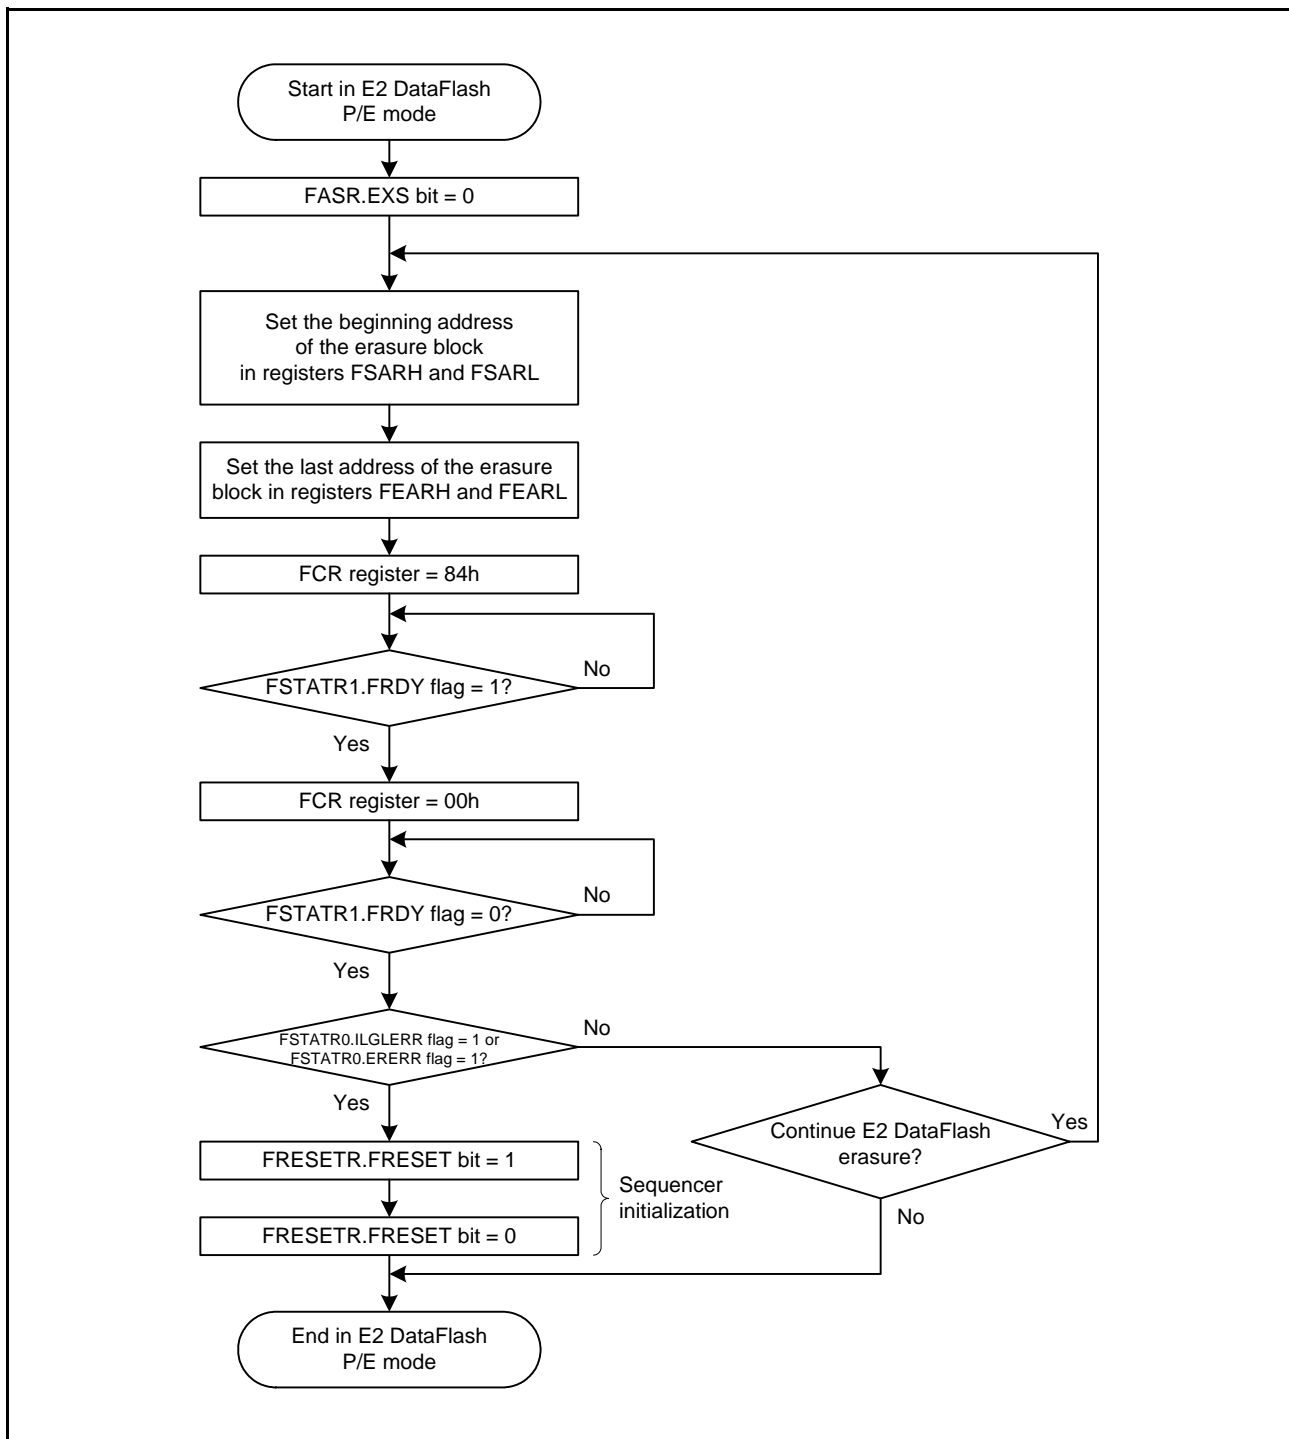 Start in E2 DataFlash
P/E mode
FASR.EXS bit = 0
Set the beginning address
of the erasure block
in registers FSARH and FSARL
Set the last address of the erasure
block in registers FEARH and FEARL
FCR register = 84h
FSTATR1.FRDY flag = 1?
No
Yes
FCR register = 00h
FSTATR1.FRDY flag = 0?
No
Yes
FSTATR0.ILGLERR flag = 1 or
FSTATR0.ERERR flag = 1?
No
Yes
Continue E2 DataFlash
erasure?
Yes
No
FRESETR.FRESET bit = 1
FRESETR.FRESET bit = 0
Sequencer
initialization
End in E2 DataFlash
P/E mode